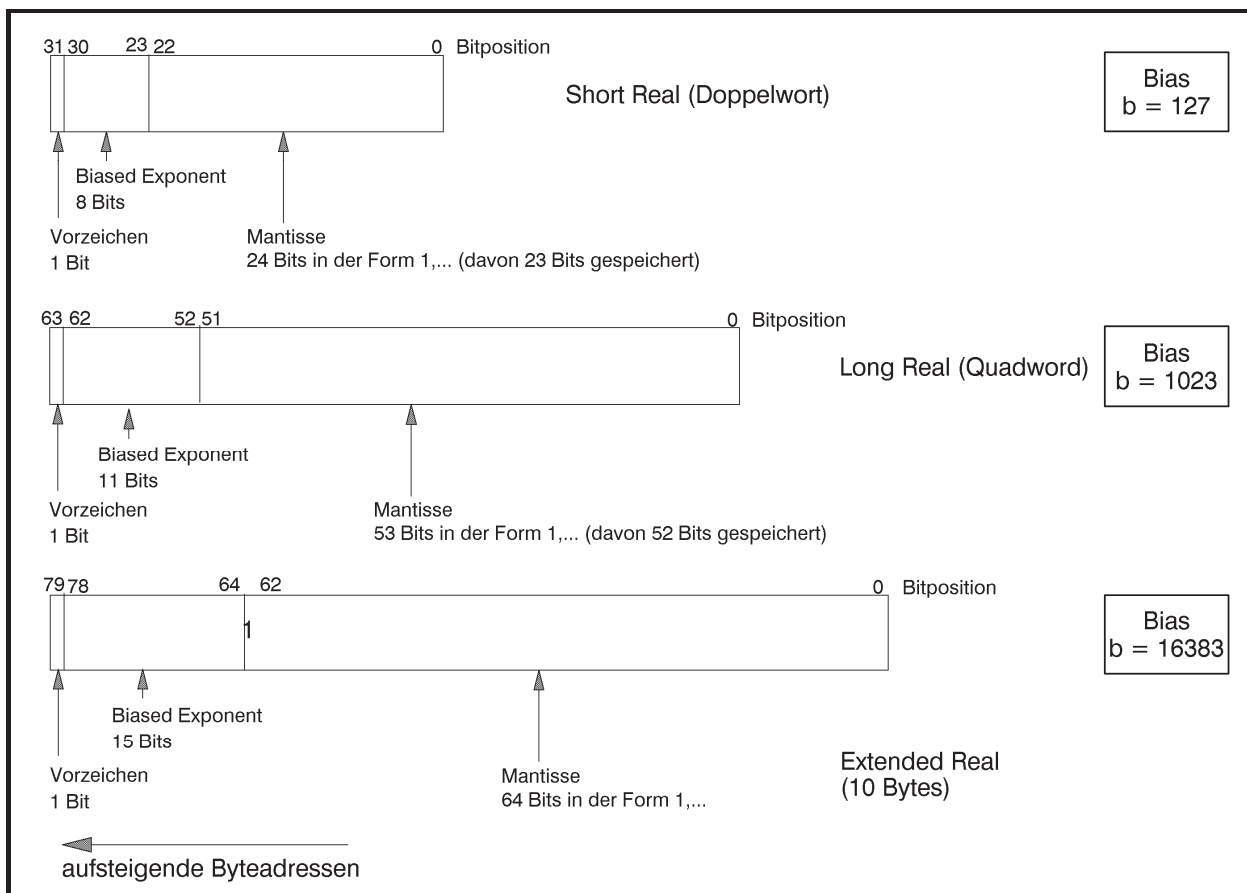 31 30 23 22 0 Bitposition
Short Real (Doppelwort)
Bias
b = 127
Biased Exponent
8 Bits
Vorzeichen
1 Bit
Mantisse
24 Bits in der Form 1,... (davon 23 Bits gespeichert)
63 62 52 51 0 Bitposition
Long Real (Quadword)
Bias
b = 1023
Biased Exponent
11 Bits
Vorzeichen
1 Bit
Mantisse
53 Bits in der Form 1,... (davon 52 Bits gespeichert)
79 78 64 62 0 Bitposition
1
Bias
b = 16383
Biased Exponent
15 Bits
Vorzeichen
1 Bit
Mantisse
64 Bits in der Form 1,...
Extended Real
(10 Bytes)
aufsteigende Byteadressen